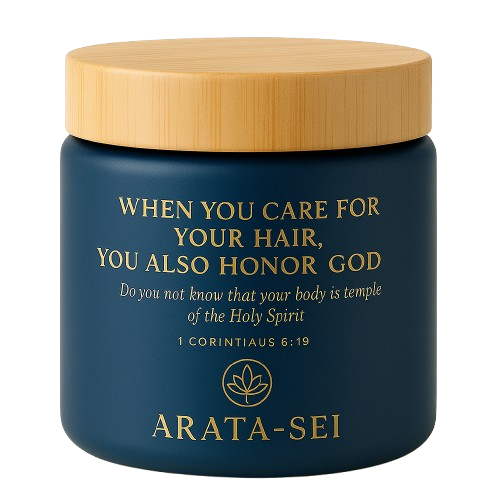 WHEN YOU CARE FOR
YOUR HAIR,
YOU ALSO HONOR GOD
Do you not know that your body is temple
of the Holy Spirit
1 CORINTIAUS 6:19
ARATA-SEI